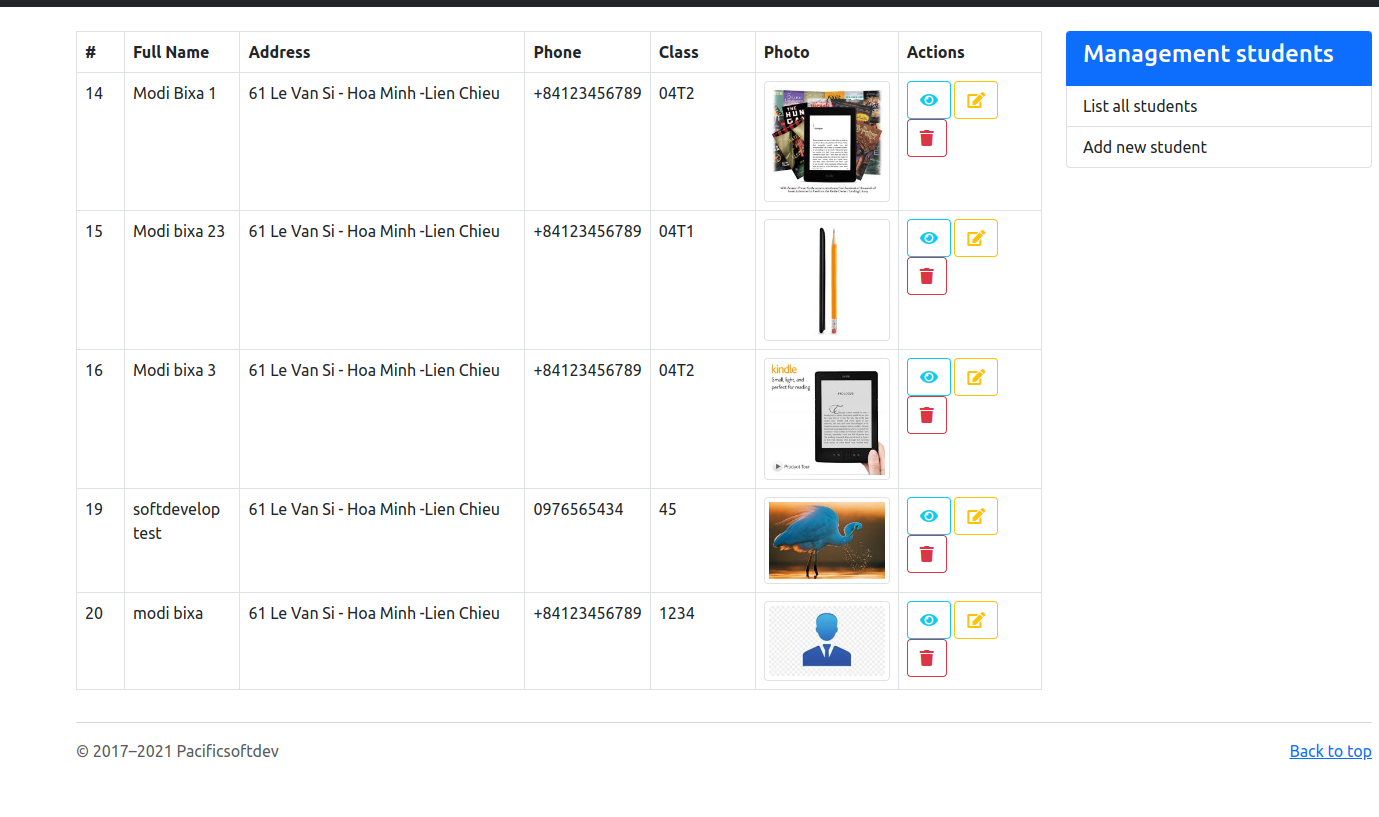 # Full Name Address Phone Class Photo Actions
14 Modi Bixa 1 61 Le Van Si - Hoa Minh -Lien Chieu +84123456789 04T2
15 Modi bixa 23 61 Le Van Si - Hoa Minh -Lien Chieu +84123456789 04T1
16 Modi bixa 3 61 Le Van Si - Hoa Minh -Lien Chieu +84123456789 04T2
kindle
Small, light, and
perfect for reading
PROLOGUE
Product Tour
19 softdevelop 61 Le Van Si - Hoa Minh -Lien Chieu 0976565434 45
test
20 modi bixa 61 Le Van Si - Hoa Minh -Lien Chieu +84123456789 1234
Management students
List all students
Add new student
© 2017–2021 Pacificsoftdev
Back to top